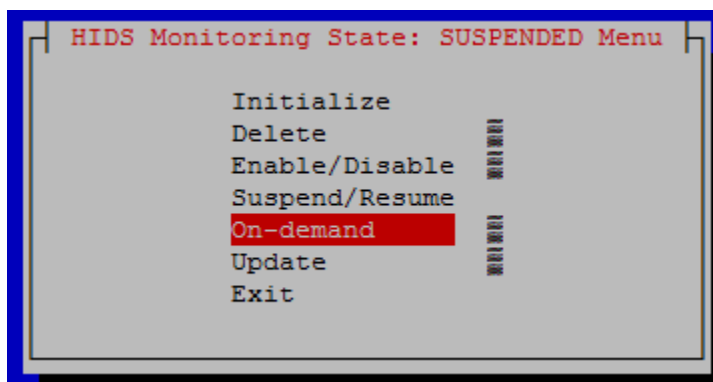 HIDS Monitoring State: SUSPENDED Menu
Initialize
Delete
Enable/Disable
Suspend/Resume
On-demand
Update
Exit